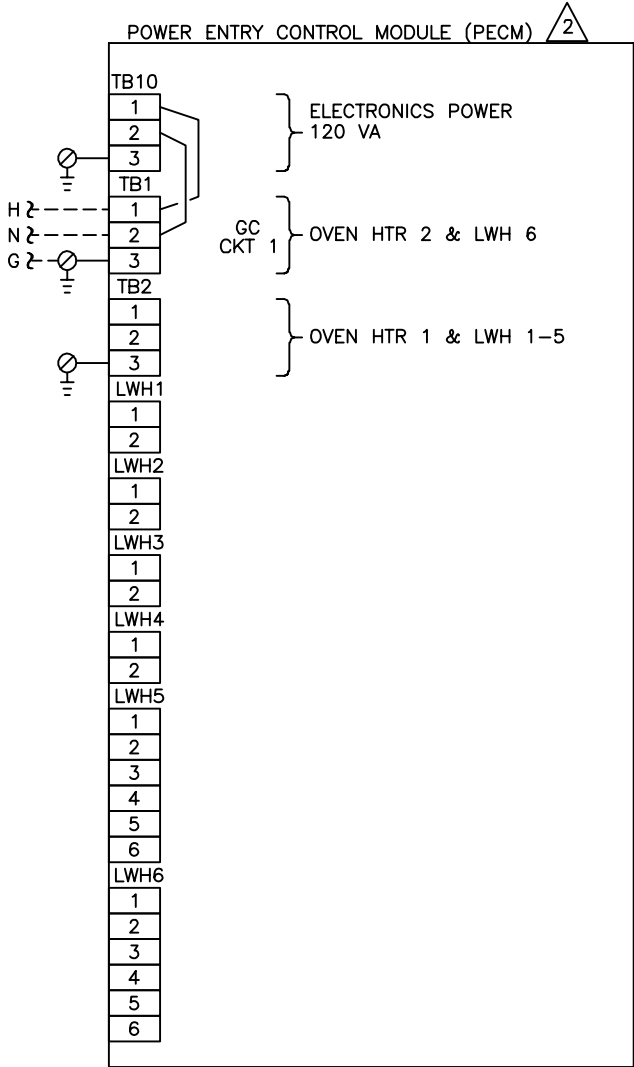 POWER ENTRY CONTROL MODULE (PECM) 2
TB10
1
2
3
ELECTRONICS POWER
120 VA
TB1
H 1
N 2
G 3
GC
CKT 1
OVEN HTR 2 & LWH 6
TB2
1
2
3
OVEN HTR 1 & LWH 1-5
LWH1
1
2
LWH2
1
2
LWH3
1
2
LWH4
1
2
LWH5
1
2
3
4
5
6
LWH6
1
2
3
4
5
6